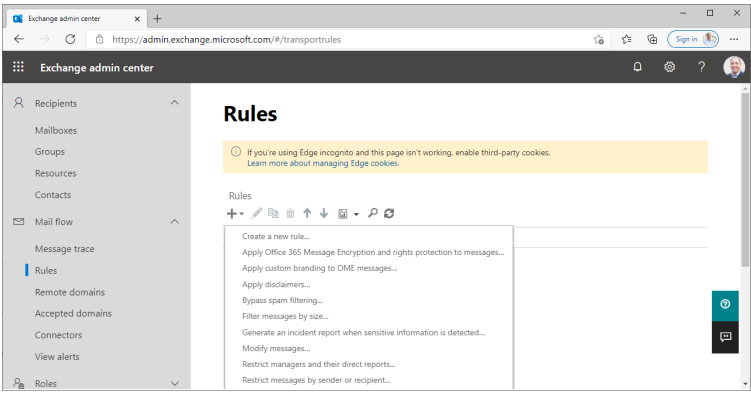 Exchange admin center
https://admin.exchange.microsoft.com/#/transportrules
Sign in
Exchange admin center
Recipients
Mailboxes
Groups
Resources
Contacts
Mail flow
Message trace
Rules
Remote domains
Accepted domains
Connectors
View alerts
Roles
Rules
If you're using Edge incognito and this page isn't working, enable third-party cookies.
Learn more about managing Edge cookies.
Rules
Create a new rule...
Apply Office 365 Message Encryption and rights protection to messages...
Apply custom branding to OME messages...
Apply disclaimers...
Bypass spam filtering...
Filter messages by size...
Generate an incident report when sensitive information is detected...
Modify messages...
Restrict managers and their direct reports...
Restrict messages by sender or recipient...